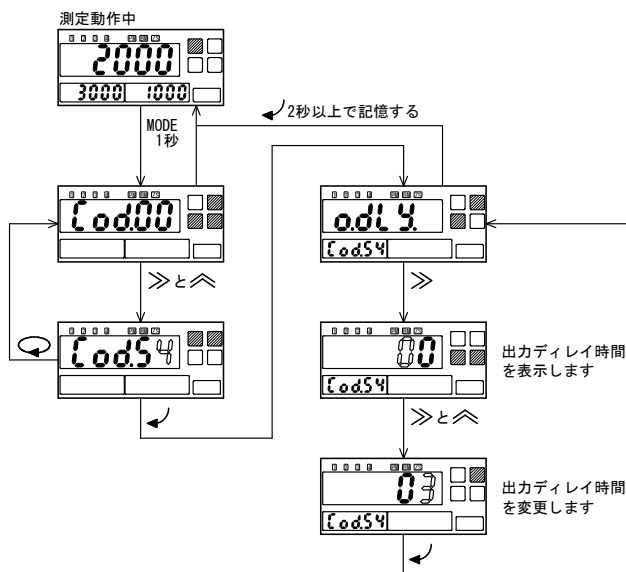 測定動作中
2000
3000 1000
MODE
1秒
2秒以上で記憶する
Cod.00
≫と︽
Cod.54
o.dLY.
Cod.54
≫
00
Cod.54
出力ディレイ時間
を表示します
≫と︽
03
Cod.54
出力ディレイ時間
を変更します